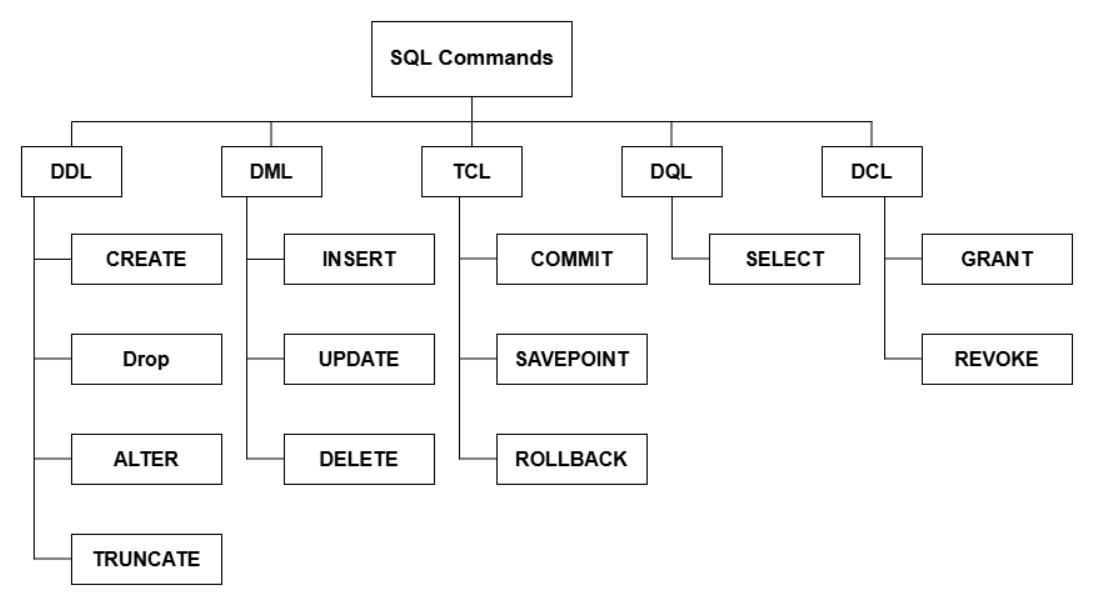 SQL Commands
DDL
DML
TCL
DQL
DCL
CREATE
INSERT
COMMIT
SELECT
GRANT
Drop
UPDATE
SAVEPOINT
REVOKE
ALTER
DELETE
ROLLBACK
TRUNCATE